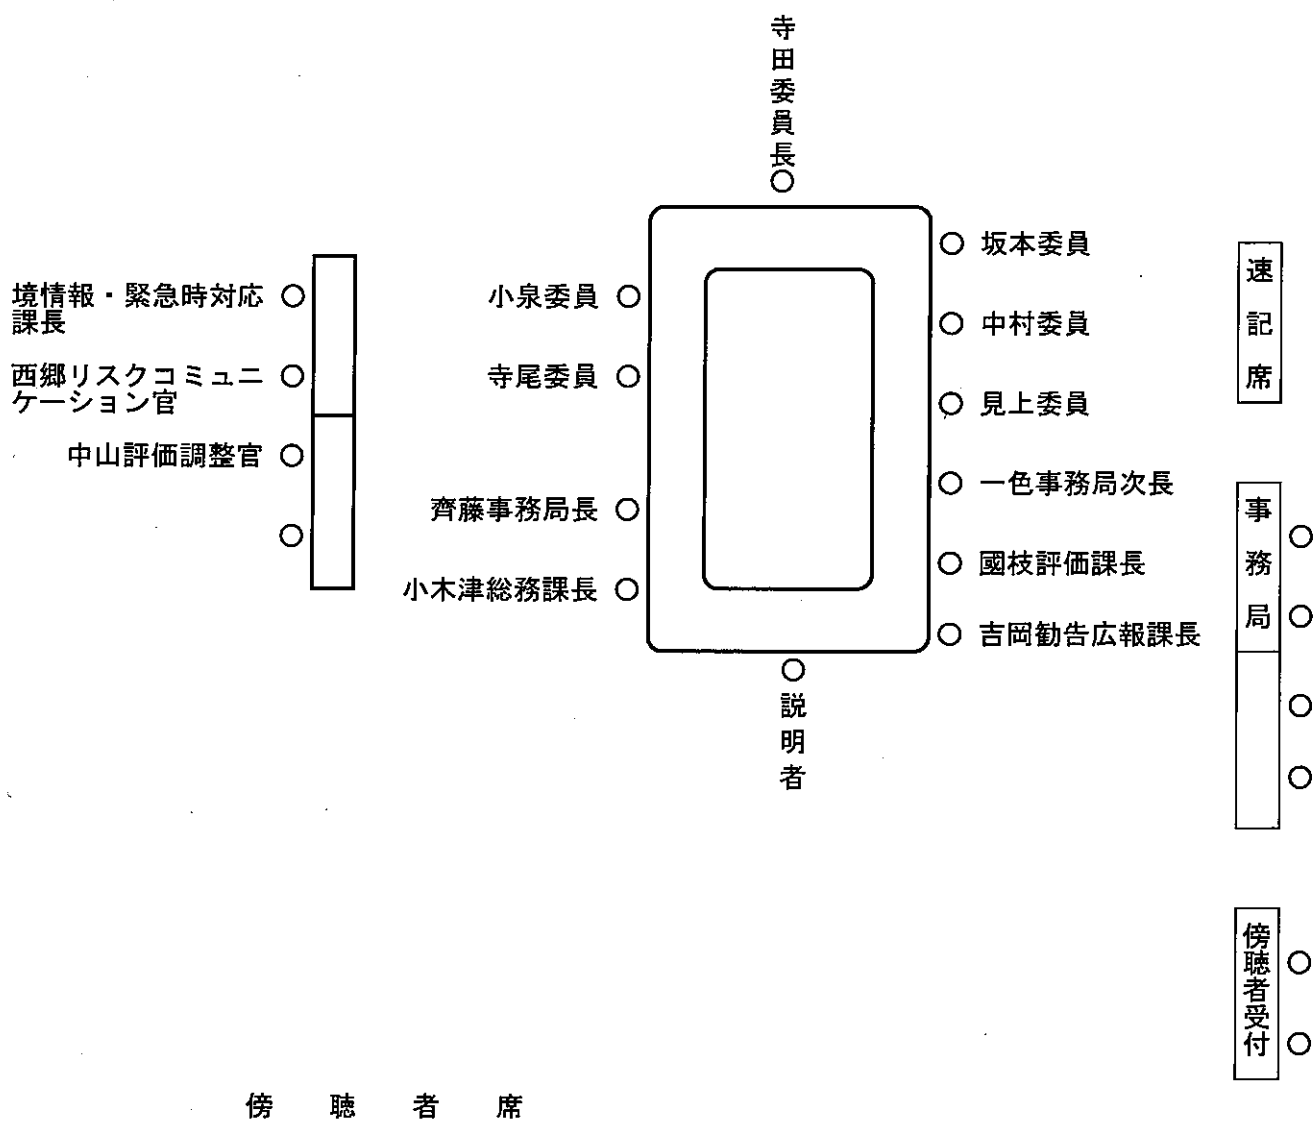 寺田委員長
坂本委員
中村委員
見上委員
一色事務局次長
國枝評価課長
吉岡勧告広報課長
小泉委員
寺尾委員
齊藤事務局長
小木津総務課長
説明者
境情報・緊急時対応
課長
西郷リスクコミュニ
ケーション官
中山評価調整官
速記席
事務局
傍聴者受付
傍聴者席